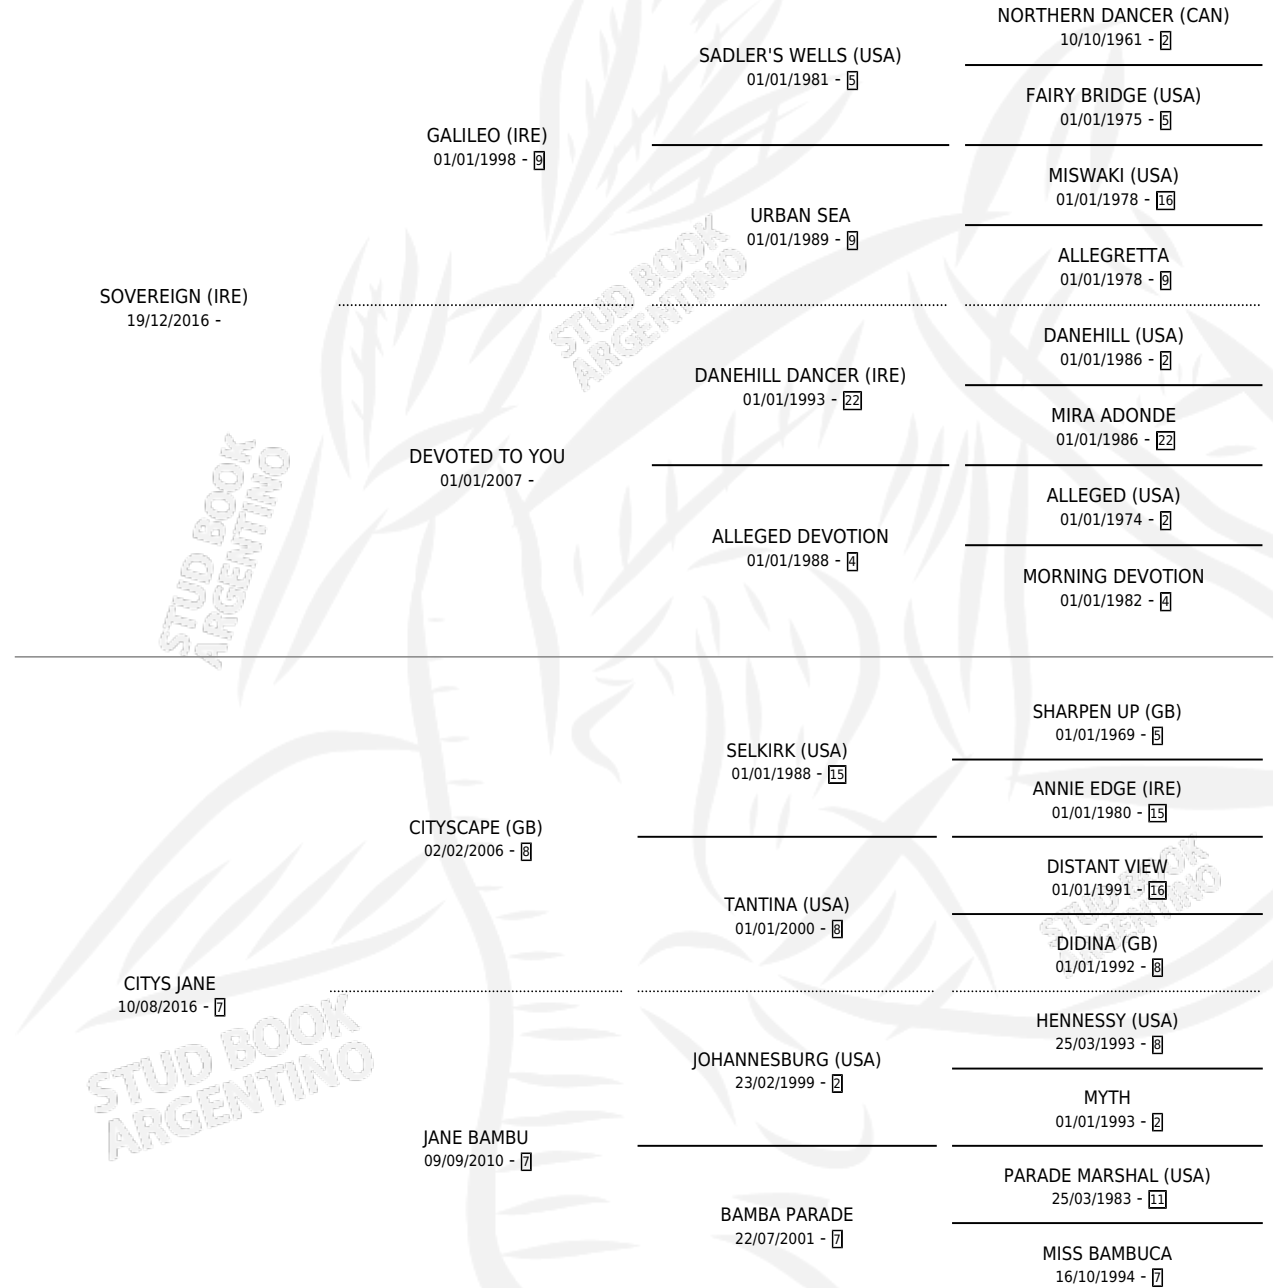 NORTHERN DANCER (CAN)
10/10/1961 - 2
SADLER'S WELLS (USA)
01/01/1981 - 5
FAIRY BRIDGE (USA)
01/01/1975 - 5
GALILEO (IRE)
01/01/1998 - 9
MISWAKI (USA)
01/01/1978 - 16
URBAN SEA
01/01/1989 - 9
ALLEGRETTA
01/01/1978 - 9
SOVEREIGN (IRE)
19/12/2016 -
DANEHILL (USA)
01/01/1986 - 2
DANEHILL DANCER (IRE)
01/01/1993 - 22
MIRA ADONDE
01/01/1986 - 22
DEVOTED TO YOU
01/01/2007 -
ALLEGED (USA)
01/01/1974 - 2
ALLEGED DEVOTION
01/01/1988 - 4
MORNING DEVOTION
01/01/1982 - 4
SHARPEN UP (GB)
01/01/1969 - 5
SELKIRK (USA)
01/01/1988 - 15
ANNIE EDGE (IRE)
01/01/1980 - 15
CITYSCAPE (GB)
02/02/2006 - 8
DISTANT VIEW
01/01/1991 - 16
TANTINA (USA)
01/01/2000 - 8
DIDINA (GB)
01/01/1992 - 8
CITYS JANE
10/08/2016 - 7
HENNESSY (USA)
25/03/1993 - 8
JOHANNESBURG (USA)
23/02/1999 - 2
MYTH
01/01/1993 - 2
JANE BAMBU
09/09/2010 - 7
PARADE MARSHAL (USA)
25/03/1983 - 11
BAMBA PARADE
22/07/2001 - 7
MISS BAMBUCA
16/10/1994 - 7
STUD BOOK
ARGENTINO
STUD BOOK
ARGENTINO
STUD BOOK
ARGENTINO
STUD BOOK
ARGENTINO